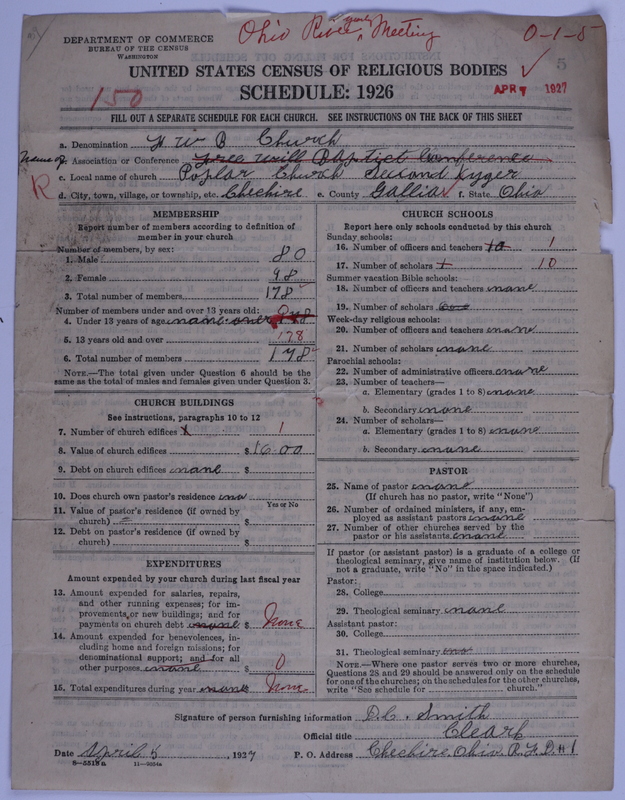 Ohio River Yearly Meeting
0-1-5
DEPARTMENT OF COMMERCE
BUREAU OF THE CENSUS
WASHINGTON
UNITED STATES CENSUS OF RELIGIOUS BODIES
5
150
SCHEDULE: 1926
APR 7 1927
FILL OUT A SEPARATE SCHEDULE FOR EACH CHURCH. SEE INSTRUCTIONS ON THE BACK OF THIS SHEET
a. Denomination F W B Church
Name of b. Association or Conference Free Will Baptist Conference
c. Local name of church Poplar Church Second Kyger
R
d. City, town, village, or township, etc. Cheshire e. County Gallia f. State Ohio
MEMBERSHIP
Report number of members according to definition of
member in your church
Number of members, by sex:
1. Male 80
2. Female 98
3. Total number of members 178
Number of members under and over 13 years old:
4. Under 13 years of age none over
5. 13 years old and over 178
6. Total number of members 178
NOTE.—The total given under Question 6 should be the
same as the total of males and females given under Question 3.
CHURCH BUILDINGS
See instructions, paragraphs 10 to 12
7. Number of church edifices 1
8. Value of church edifices $ 16.00
9. Debt on church edifices none $
10. Does church own pastor's residence no
Yes or No
11. Value of pastor's residence (if owned by
church) $
12. Debt on pastor's residence (if owned by
church) $
EXPENDITURES
Amount expended by your church during last fiscal year
13. Amount expended for salaries, repairs,
and other running expenses; for im-
provements or new buildings; and for
payments on church debt none $ None
14. Amount expended for benevolences, in-
cluding home and foreign missions; for
denominational support; and for all
other purposes none $ 0
15. Total expenditures during year none $ None
CHURCH SCHOOLS
Report here only schools conducted by this church
Sunday schools:
16. Number of officers and teachers 10 1
17. Number of scholars 1 10
Summer vacation Bible schools:
18. Number of officers and teachers none
19. Number of scholars
Week-day religious schools:
20. Number of officers and teachers none
21. Number of scholars none
Parochial schools:
22. Number of administrative officers none
23. Number of teachers—
a. Elementary (grades 1 to 8) none
b. Secondary none
24. Number of scholars—
a. Elementary (grades 1 to 8) none
b. Secondary none
PASTOR
25. Name of pastor none
(If church has no pastor, write "None")
26. Number of ordained ministers, if any, em-
ployed as assistant pastors none
27. Number of other churches served by the
pastor or his assistants none
If pastor (or assistant pastor) is a graduate of a college or
theological seminary, give name of institution below. (If
not a graduate, write "No" in the space indicated.)
Pastor:
28. College
29. Theological seminary none
Assistant pastor:
30. College
31. Theological seminary no
NOTE.—Where one pastor serves two or more churches,
Questions 28 and 29 should be answered only on the schedule
for one of the churches; on the schedules for the other churches,
write "See schedule for church."
Signature of person furnishing information D.C. Smith
Official title Cleark
Date April 5, 1927 P. O. Address Cheshire, Ohio. R.F.D #1
8-5518a 11-9064a